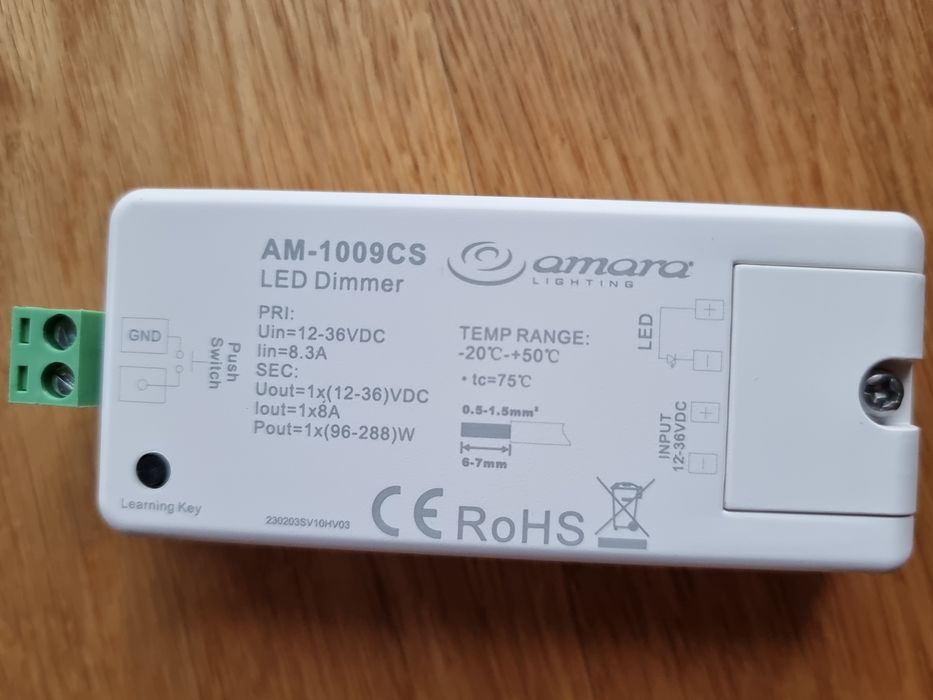 AM-1009CS
LED Dimmer
amara®
LIGHTING
PRI:
Uin=12-36VDC
Iin=8.3A
SEC:
Uout=1x(12-36)VDC
Iout=1x8A
Pout=1x(96-288)W
TEMP RANGE:
-20℃-+50℃
• tc=75℃
0.5-1.5mm²
6-7mm
GND
Push
Switch
LED
+
-
INPUT
12-36VDC
+
-
Learning Key
230203SV10HV03
CE
RoHS